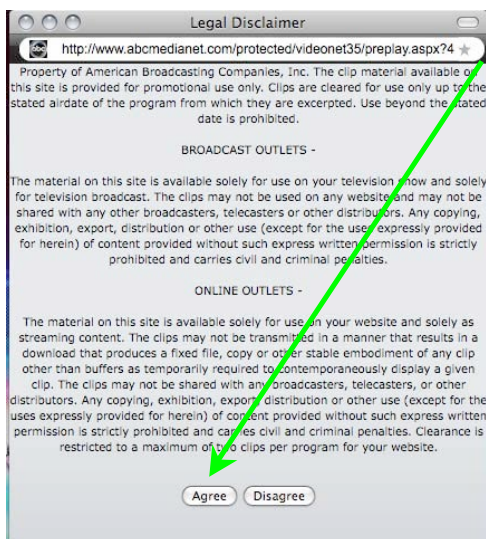 Legal Disclaimer
abc http://www.abcmedianet.com/protected/videonet35/preplay.aspx?4
Property of American Broadcasting Companies, Inc. The clip material available on
this site is provided for promotional use only. Clips are cleared for use only up to the
stated airdate of the program from which they are excerpted. Use beyond the stated
date is prohibited.
BROADCAST OUTLETS -
The material on this site is available solely for use on your television show and solely
for television broadcast. The clips may not be used on any website and may not be
shared with any other broadcasters, telecasters or other distributors. Any copying,
exhibition, export, distribution or other use (except for the uses expressly provided
for herein) of content provided without such express written permission is strictly
prohibited and carries civil and criminal penalties.
ONLINE OUTLETS -
The material on this site is available solely for use on your website and solely as
streaming content. The clips may not be transmitted in a manner that results in a
download that produces a fixed file, copy or other stable embodiment of any clip
other than buffers as temporarily required to contemporaneously display a given
clip. The clips may not be shared with any broadcasters, telecasters, or other
distributors. Any copying, exhibition, export, distribution or other use (except for the
uses expressly provided for herein) of content provided without such express written
permission is strictly prohibited and carries civil and criminal penalties. Clearance is
restricted to a maximum of two clips per program for your website.
Agree Disagree